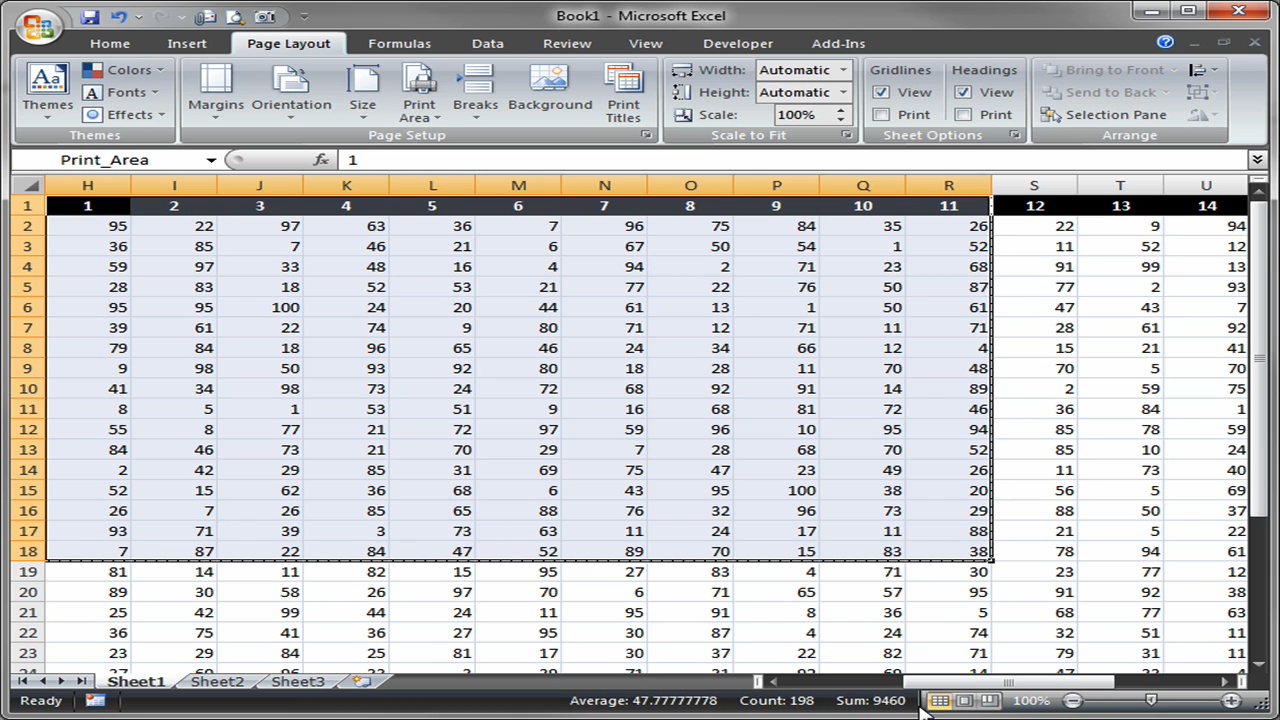 Book1 - Microsoft Excel
Home Insert Page Layout Formulas Data Review View Developer Add-Ins
Themes Colors Fonts Effects Margins Orientation Size Print Area Breaks Background Print Titles Width: Automatic Height: Automatic Scale: 100% Gridlines View Print Headings View Print Bring to Front Send to Back Selection Pane
Themes Page Setup Scale to Fit Sheet Options Arrange
Print_Area fx 1
H I J K L M N O P Q R S T U
1 1 2 3 4 5 6 7 8 9 10 11 12 13 14
2 95 22 97 63 36 7 96 75 84 35 26 22 9 94
3 36 85 7 46 21 6 67 50 54 1 52 11 52 12
4 59 97 33 48 16 4 94 2 71 23 68 91 99 13
5 28 83 18 52 53 21 77 22 76 50 87 77 2 93
6 95 95 100 24 20 44 61 13 1 50 61 47 43 7
7 39 61 22 74 9 80 71 12 71 11 71 28 61 92
8 79 84 18 96 65 46 24 34 66 12 4 15 21 41
9 9 98 50 93 92 80 18 28 11 70 48 70 5 70
10 41 34 98 73 24 72 68 92 91 14 89 2 59 75
11 8 5 1 53 51 9 16 68 81 72 46 36 84 1
12 55 8 77 21 72 97 59 96 10 95 94 85 78 59
13 84 46 73 21 70 29 7 28 68 70 52 85 10 24
14 2 42 29 85 31 69 75 47 23 49 26 11 73 40
15 52 15 62 36 68 6 43 95 100 38 20 56 5 69
16 26 7 26 85 65 88 76 32 96 73 29 88 50 37
17 93 71 39 3 73 63 11 24 17 11 88 21 5 22
18 7 87 22 84 47 52 89 70 15 83 38 78 94 61
19 81 14 11 82 15 95 27 83 4 71 30 23 77 12
20 89 30 58 26 97 70 6 71 65 57 95 91 92 38
21 25 42 99 44 24 11 95 91 8 36 5 68 77 63
22 36 75 41 36 27 95 30 87 4 24 74 32 51 11
23 23 29 84 25 81 17 30 37 22 82 71 79 31 11
Sheet1 Sheet2 Sheet3
Ready Average: 47.77777778 Count: 198 Sum: 9460 100%